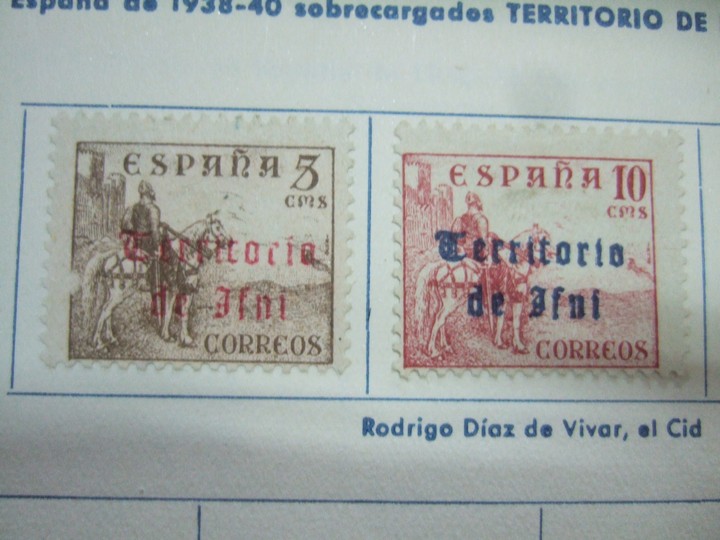 España de 1938-40 sobrecargados TERRITORIO DE
ESPAÑA 5
CMS
Territorio
de Ifni
CORREOS
ESPAÑA 10
CMS
Territorio
de Ifni
CORREOS
Rodrigo Díaz de Vivar, el Cid